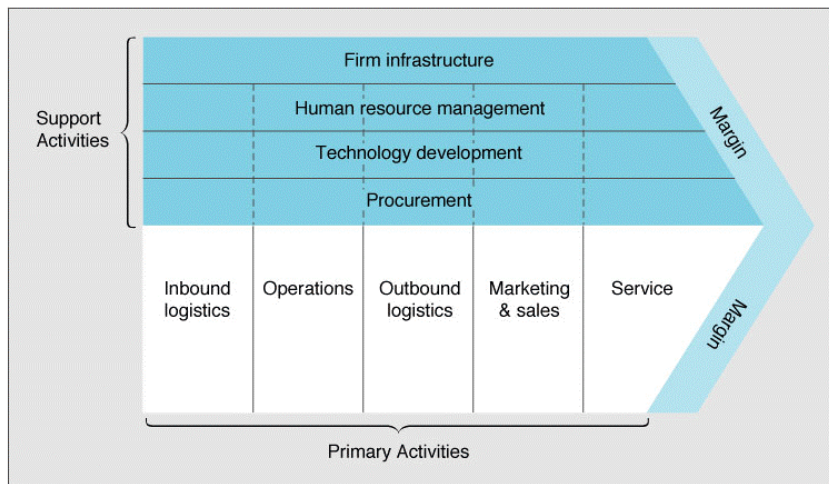 Firm infrastructure
Human resource management
Technology development
Procurement
Support
Activities
Margin
Inbound
logistics
Operations
Outbound
logistics
Marketing
& sales
Service
Margin
Primary Activities